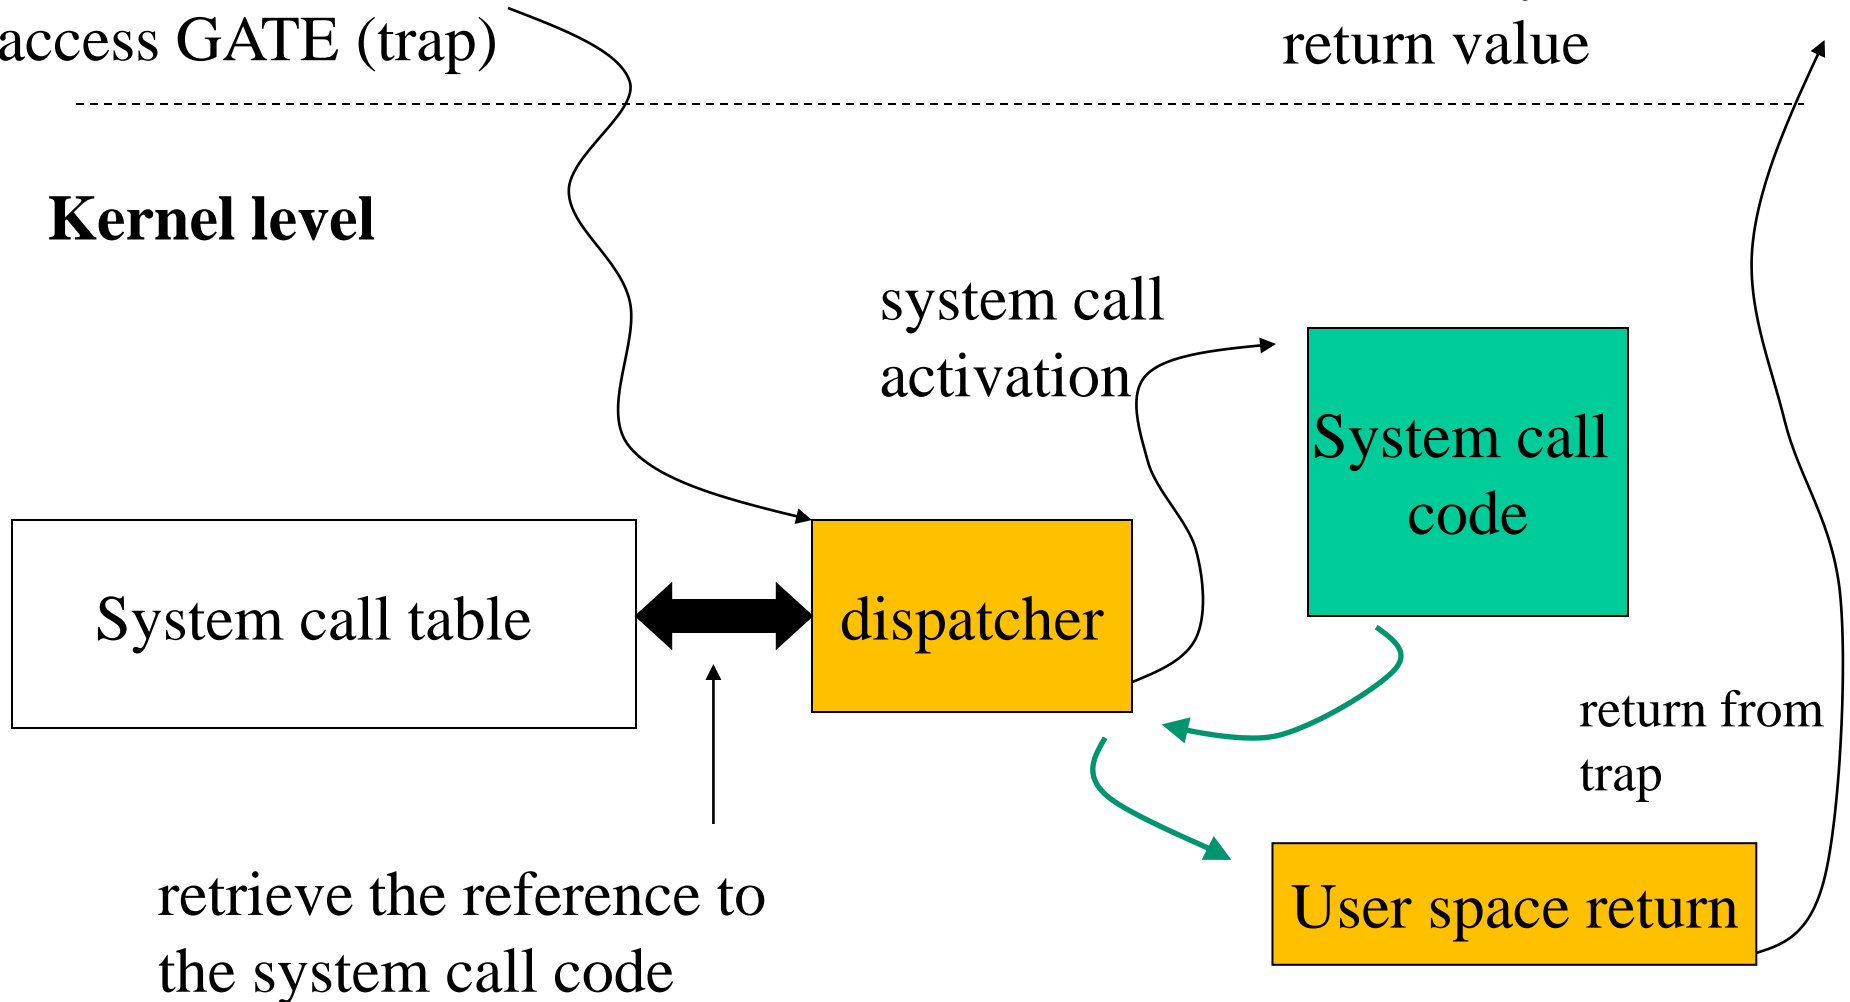 access GATE (trap)
return value
Kernel level
system call
activation
System call
code
System call table
dispatcher
return from
trap
retrieve the reference to
the system call code
User space return